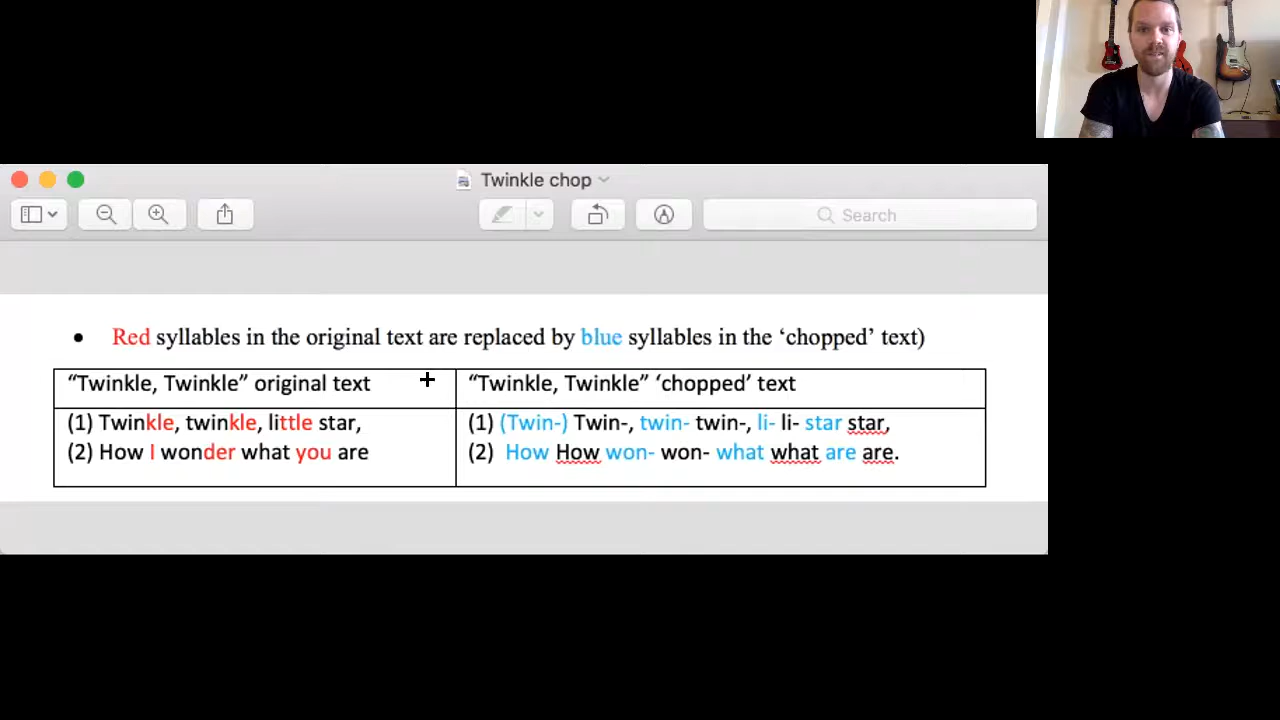 Twinkle chop
Search
• Red syllables in the original text are replaced by blue syllables in the ‘chopped’ text)
“Twinkle, Twinkle” original text
“Twinkle, Twinkle” ‘chopped’ text
(1) Twinkle, twinkle, little star,
(2) How I wonder what you are
(1) (Twin-) Twin-, twin- twin-, li- li- star star,
(2) How How won- won- what what are are.